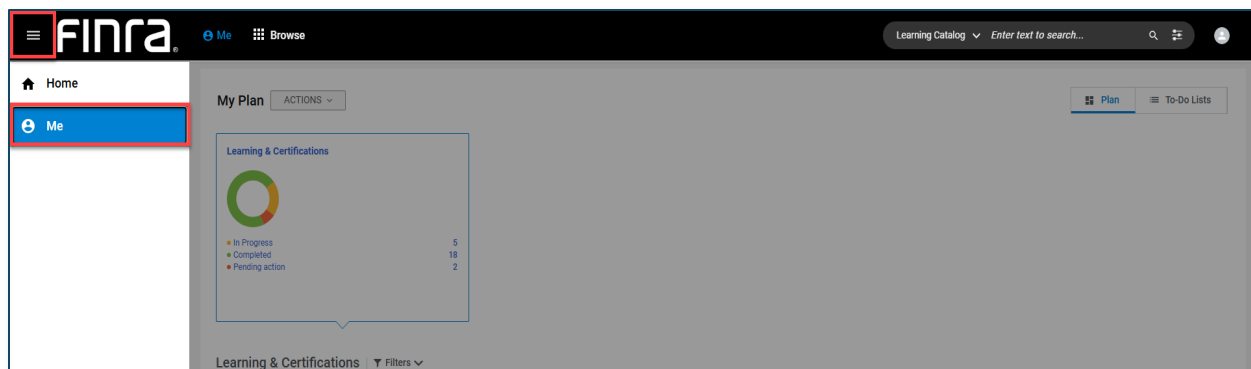 FINRA®
Me
Browse
Learning Catalog
Enter text to search...
Home
Me
My Plan
ACTIONS
Plan
To-Do Lists
Learning & Certifications
In Progress 5
Completed 18
Pending action 2
Learning & Certifications
Filters